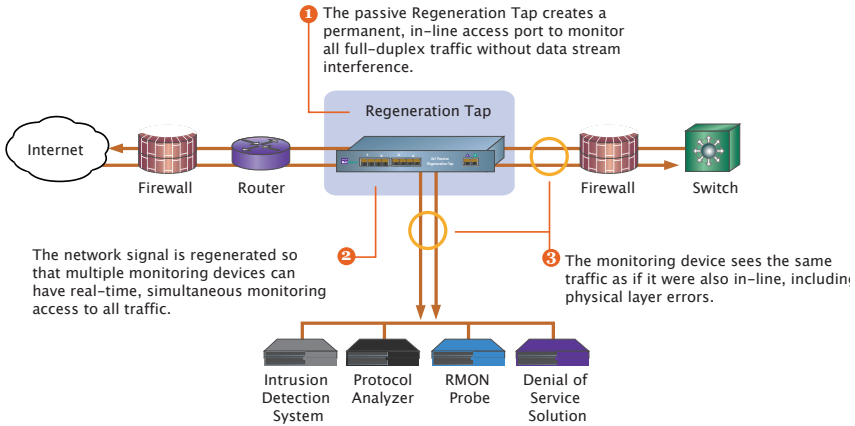 1 The passive Regeneration Tap creates a
permanent, in-line access port to monitor
all full-duplex traffic without data stream
interference.
Regeneration Tap
Internet
Firewall
Router
Firewall
Switch
2
The network signal is regenerated so
that multiple monitoring devices can
have real-time, simultaneous monitoring
access to all traffic.
3 The monitoring device sees the same
traffic as if it were also in-line, including
physical layer errors.
Intrusion
Detection
System
Protocol
Analyzer
RMON
Probe
Denial of
Service
Solution